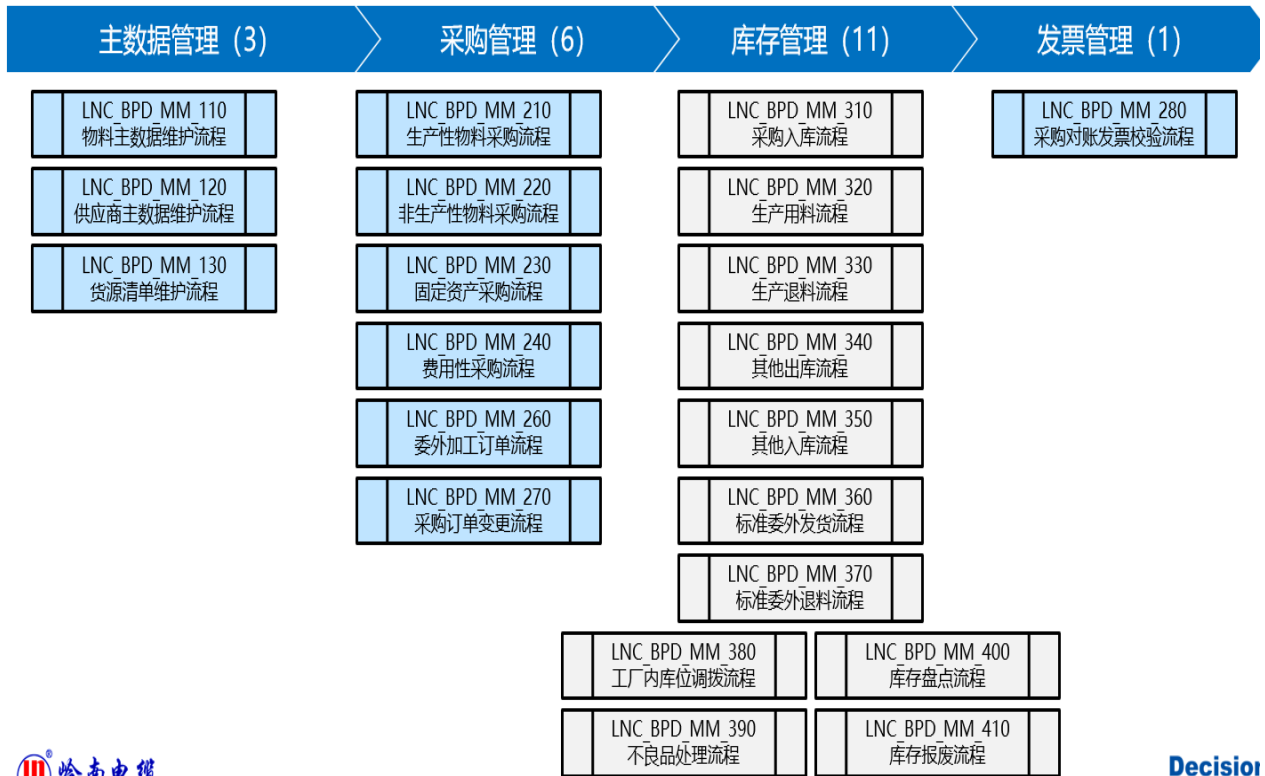 主数据管理（3）
采购管理（6）
库存管理（11）
发票管理（1）
LNC_BPD_MM_110
物料主数据维护流程
LNC_BPD_MM_120
供应商主数据维护流程
LNC_BPD_MM_130
货源清单维护流程
LNC_BPD_MM_210
生产性物料采购流程
LNC_BPD_MM_220
非生产性物料采购流程
LNC_BPD_MM_230
固定资产采购流程
LNC_BPD_MM_240
费用性采购流程
LNC_BPD_MM_260
委外加工订单流程
LNC_BPD_MM_270
采购订单变更流程
LNC_BPD_MM_310
采购入库流程
LNC_BPD_MM_320
生产用料流程
LNC_BPD_MM_330
生产退料流程
LNC_BPD_MM_340
其他出库流程
LNC_BPD_MM_350
其他入库流程
LNC_BPD_MM_360
标准委外发货流程
LNC_BPD_MM_370
标准委外退料流程
LNC_BPD_MM_380
工厂内库位调拨流程
LNC_BPD_MM_390
不良品处理流程
LNC_BPD_MM_400
库存盘点流程
LNC_BPD_MM_410
库存报废流程
LNC_BPD_MM_280
采购对账发票校验流程
®
岭南电缆
Decision